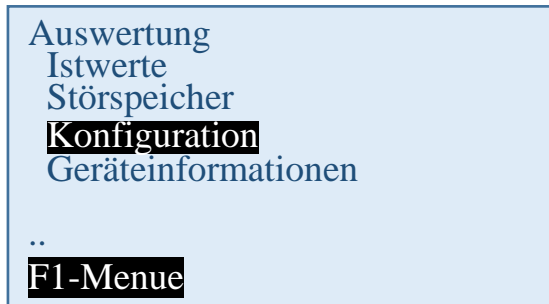 Auswertung
Istwerte
Störspeicher
Konfiguration
Geräteinformationen
..
F1-Menue